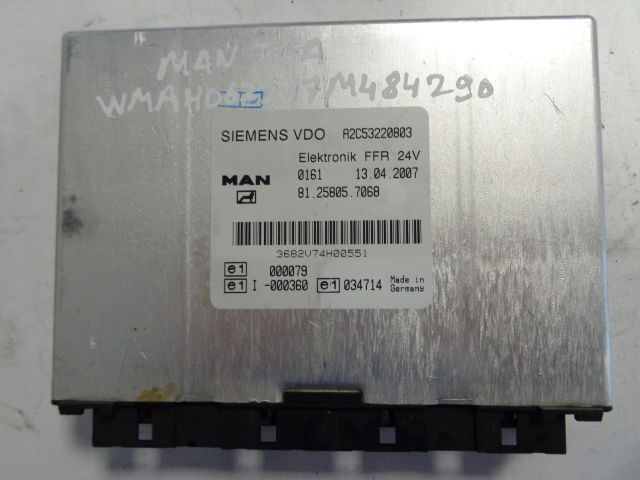 MAN TGA
17M484290
SIEMENS VDO A2C53220803
Elektronik FFR 24V
MAN 0161 13.04.2007
81.25805.7068
3682V74H00551
e1 000079
e1 I -000360 e1 034714 Made in Germany